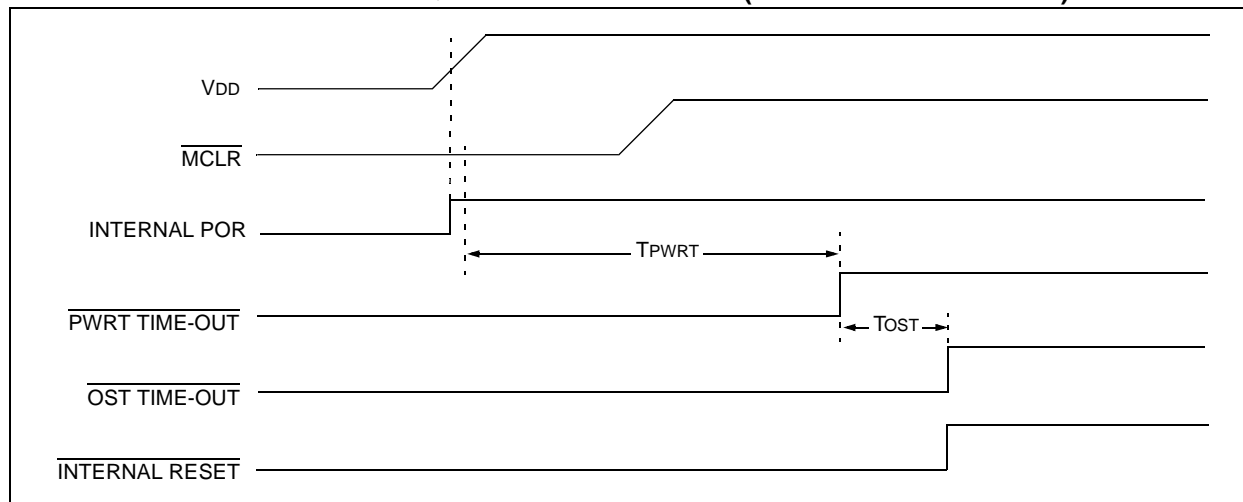 VDD
MCLR
INTERNAL POR
TPWRT
PWRT TIME-OUT
TOST
OST TIME-OUT
INTERNAL RESET